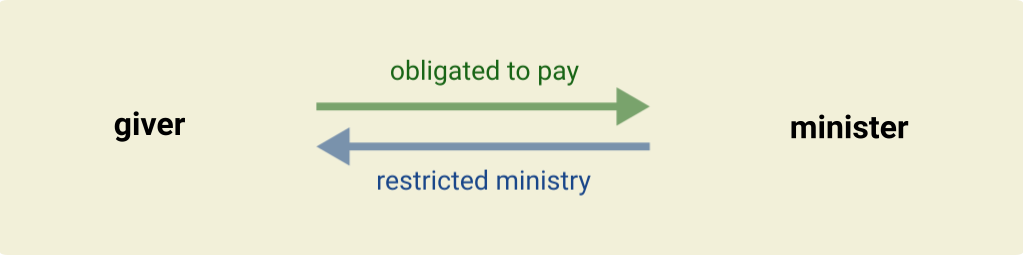 obligated to pay
giver
minister
restricted ministry